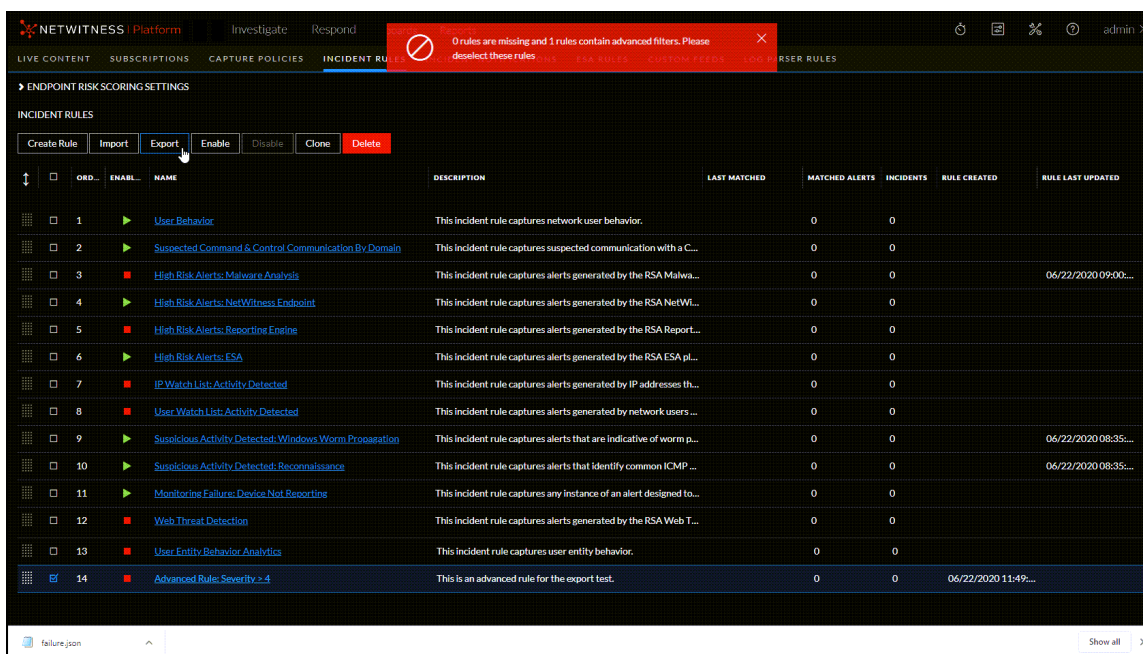 NETWITNESS | Platform Investigate Respond Reports admin
0 rules are missing and 1 rules contain advanced filters. Please
deselect these rules
LIVE CONTENT SUBSCRIPTIONS CAPTURE POLICIES INCIDENT RULES ESA RULES CUSTOM FEEDS LOG PARSER RULES
ENDPOINT RISK SCORING SETTINGS
INCIDENT RULES
Create Rule Import Export Enable Disable Clone Delete
ORD... ENABL... NAME DESCRIPTION LAST MATCHED MATCHED ALERTS INCIDENTS RULE CREATED RULE LAST UPDATED
1 User Behavior This incident rule captures network user behavior. 0 0
2 Suspected Command & Control Communication By Domain This incident rule captures suspected communication with a C... 0 0
3 High Risk Alerts: Malware Analysis This incident rule captures alerts generated by the RSA Malwa... 0 0 06/22/2020 09:00:...
4 High Risk Alerts: NetWitness Endpoint This incident rule captures alerts generated by the RSA NetWi... 0 0
5 High Risk Alerts: Reporting Engine This incident rule captures alerts generated by the RSA Report... 0 0
6 High Risk Alerts: ESA This incident rule captures alerts generated by the RSA ESA pl... 0 0
7 IP Watch List: Activity Detected This incident rule captures alerts generated by IP addresses th... 0 0
8 User Watch List: Activity Detected This incident rule captures alerts generated by network users ... 0 0
9 Suspicious Activity Detected: Windows Worm Propagation This incident rule captures alerts that are indicative of worm p... 0 0 06/22/2020 08:35:...
10 Suspicious Activity Detected: Reconnaissance This incident rule captures alerts that identify common ICMP ... 0 0 06/22/2020 08:35:...
11 Monitoring Failure: Device Not Reporting This incident rule captures any instance of an alert designed to... 0 0
12 Web Threat Detection This incident rule captures alerts generated by the RSA Web T... 0 0
13 User Entity Behavior Analytics This incident rule captures user entity behavior. 0 0
14 Advanced Rule: Severity > 4 This is an advanced rule for the export test. 0 0 06/22/2020 11:49:...
failure.json Show all